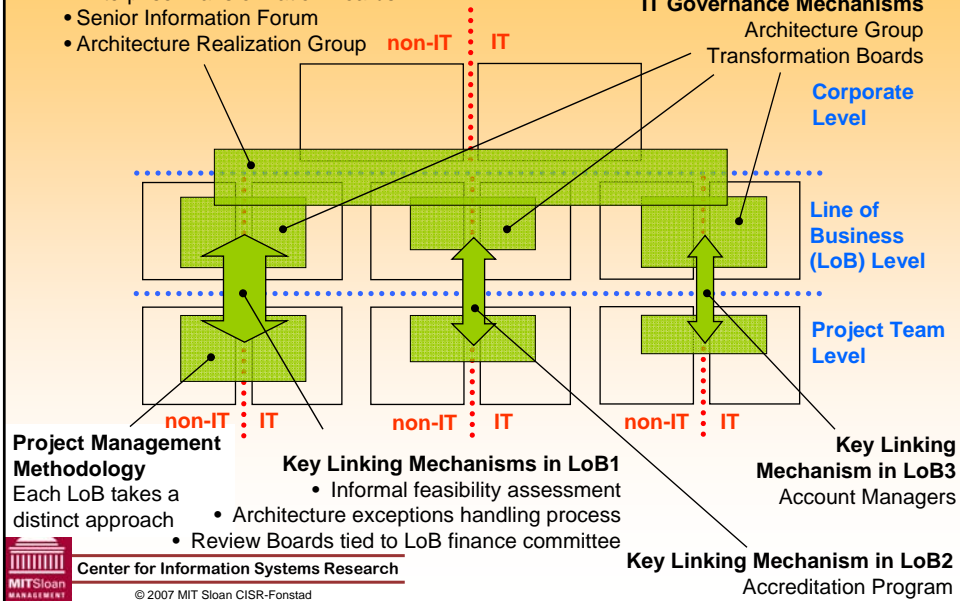 • Senior Information Forum
• Architecture Realization Group
IT Governance Mechanisms
Architecture Group
Transformation Boards
non-IT IT
Corporate
Level
Line of
Business
(LoB) Level
Project Team
Level
non-IT IT
non-IT IT
non-IT IT
Project Management
Methodology
Each LoB takes a
distinct approach
Key Linking Mechanisms in LoB1
• Informal feasibility assessment
• Architecture exceptions handling process
• Review Boards tied to LoB finance committee
Key Linking
Mechanism in LoB3
Account Managers
Key Linking Mechanism in LoB2
Accreditation Program
MITSloan
MANAGEMENT
Center for Information Systems Research
© 2007 MIT Sloan CISR-Fonstad